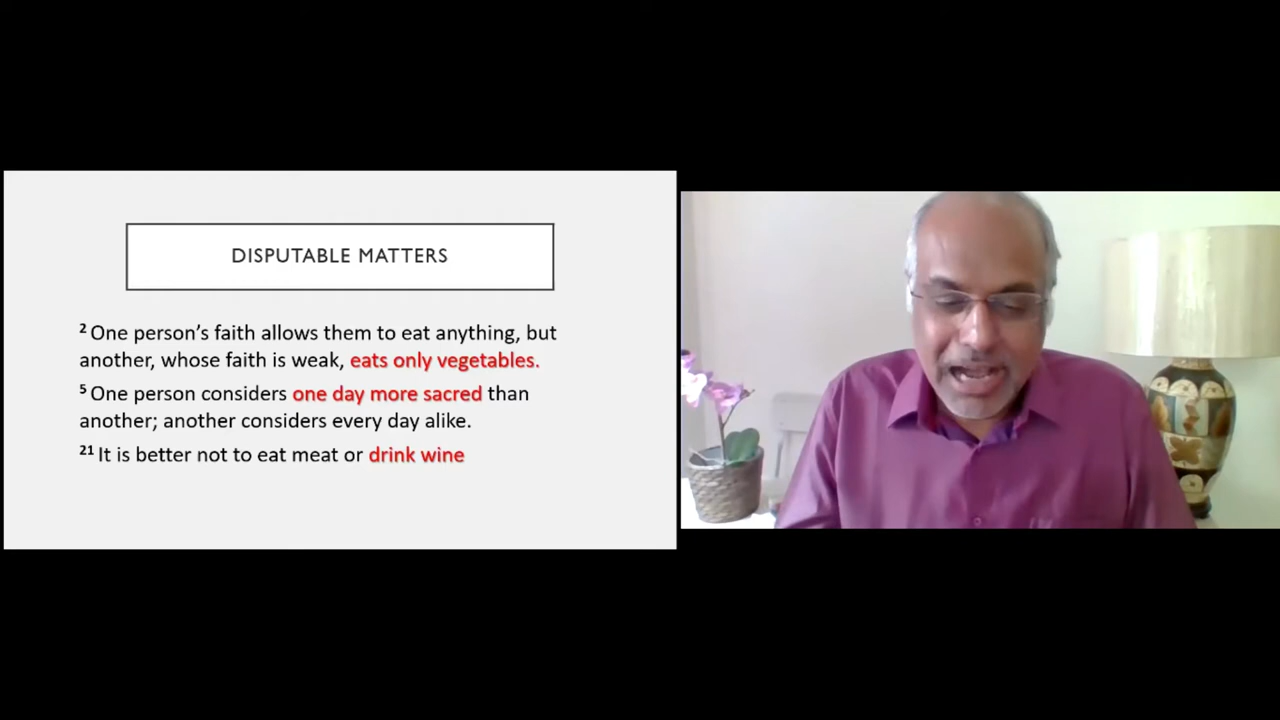 DISPUTABLE MATTERS
2 One person’s faith allows them to eat anything, but
another, whose faith is weak, eats only vegetables.
5 One person considers one day more sacred than
another; another considers every day alike.
21 It is better not to eat meat or drink wine